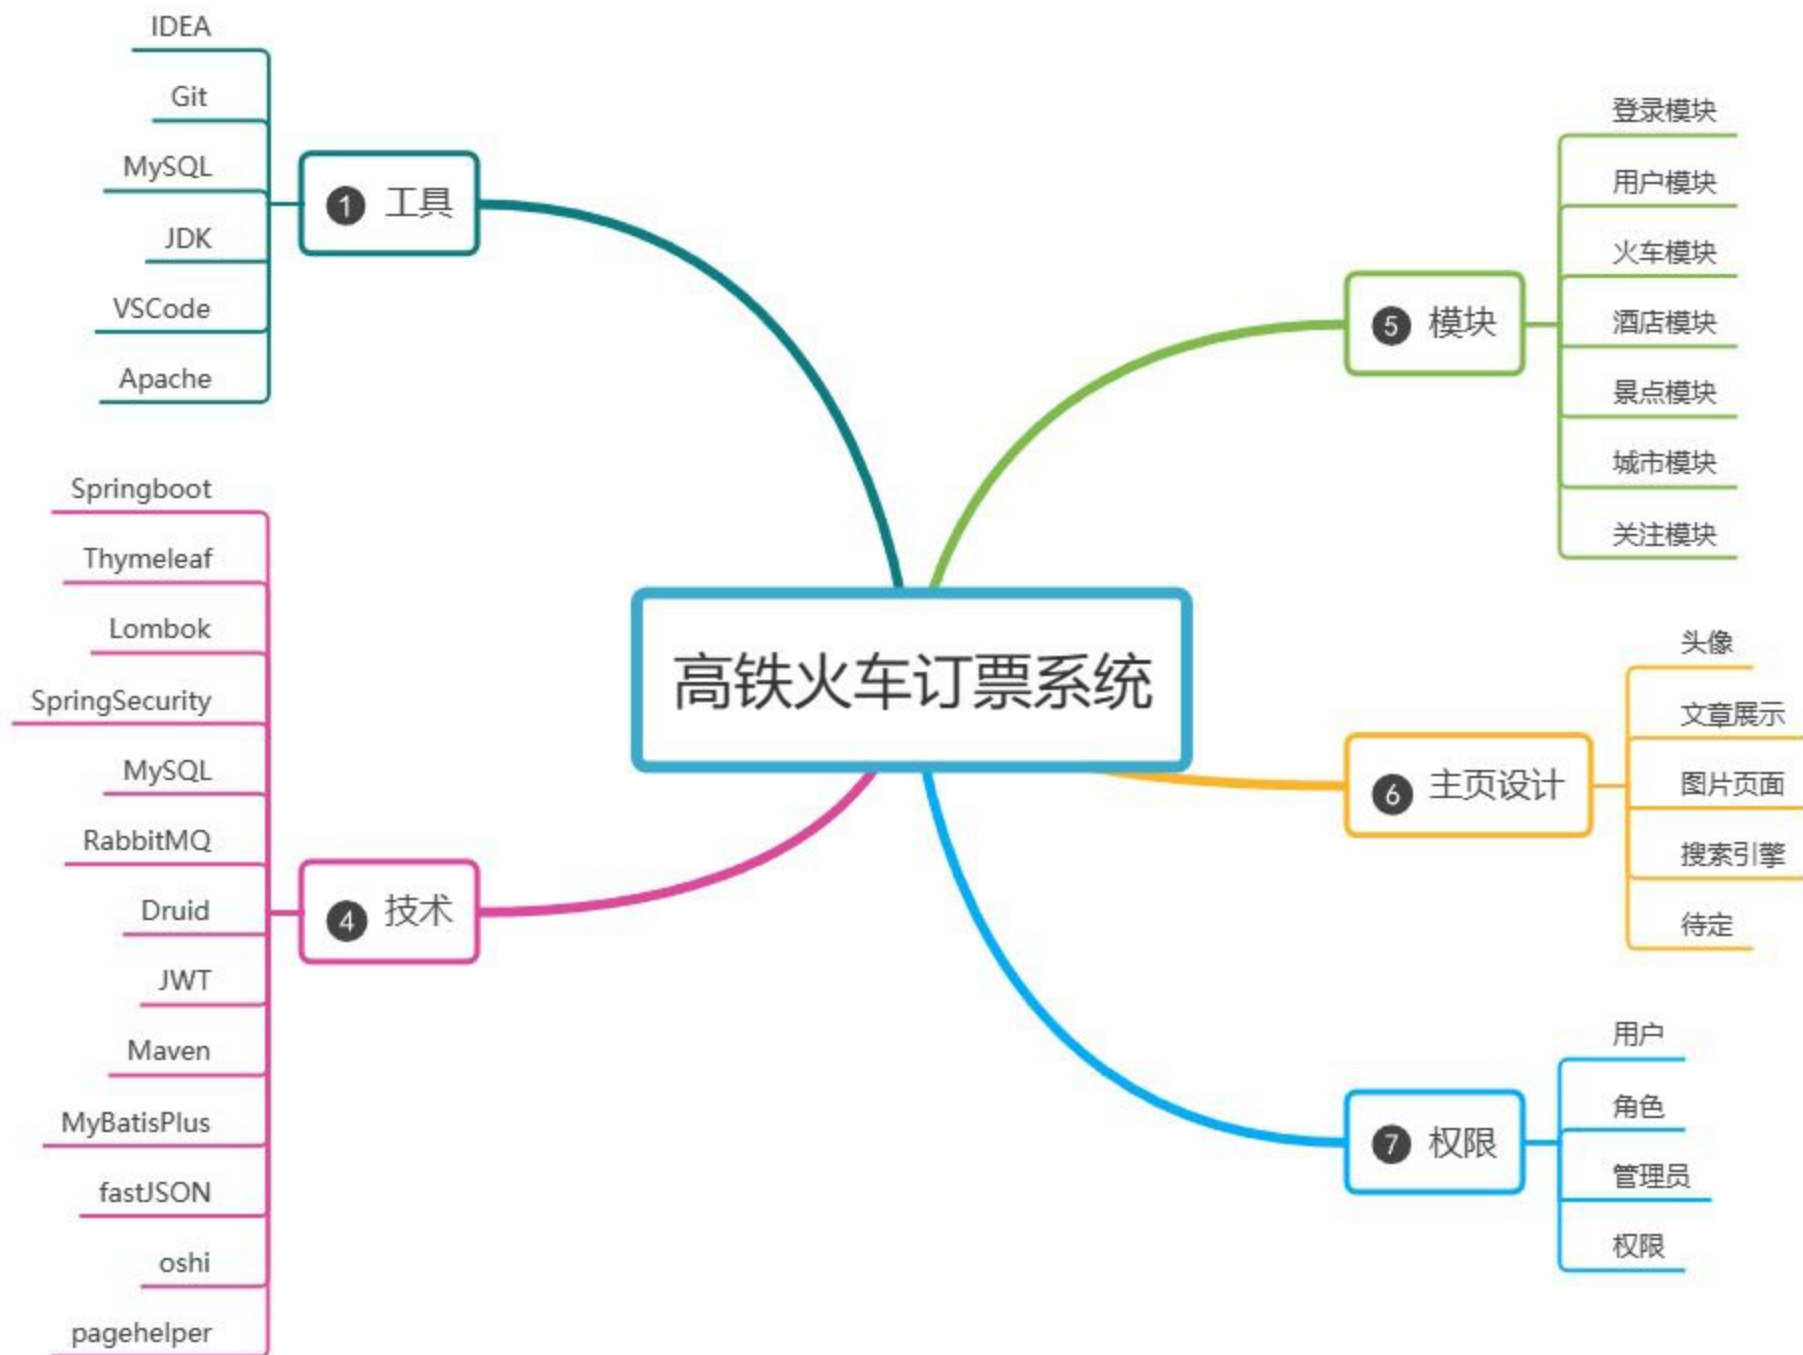 高铁火车订票系统
1 工具
IDEA
Git
MySQL
JDK
VSCode
Apache
4 技术
Springboot
Thymeleaf
Lombok
SpringSecurity
MySQL
RabbitMQ
Druid
JWT
Maven
MyBatisPlus
fastJSON
oshi
pagehelper
5 模块
登录模块
用户模块
火车模块
酒店模块
景点模块
城市模块
关注模块
6 主页设计
头像
文章展示
图片页面
搜索引擎
待定
7 权限
用户
角色
管理员
权限